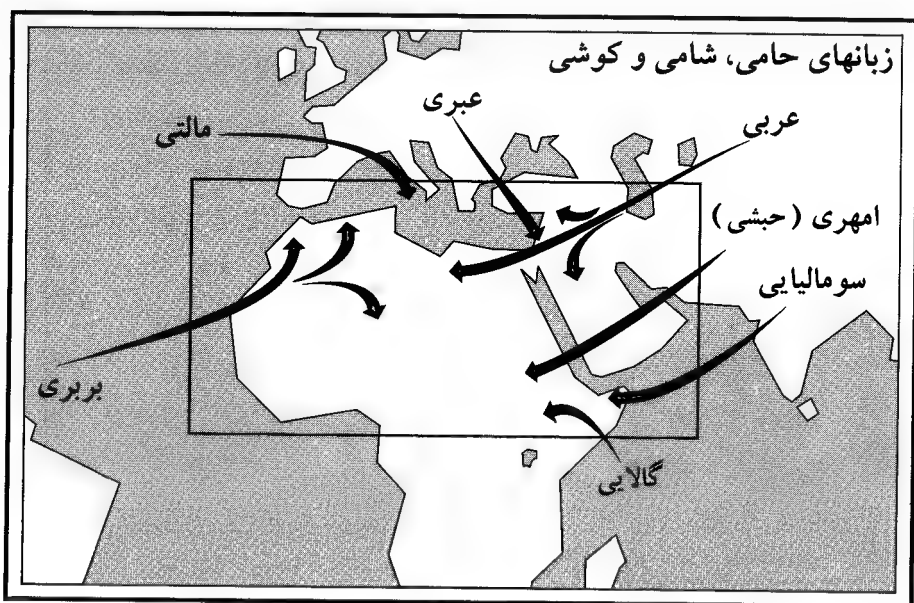 زبانهای حامی، شامی و کوشی
عبری
عربی
مالتی
امهری (حبشی)
سومالیایی
بربری
گالایی